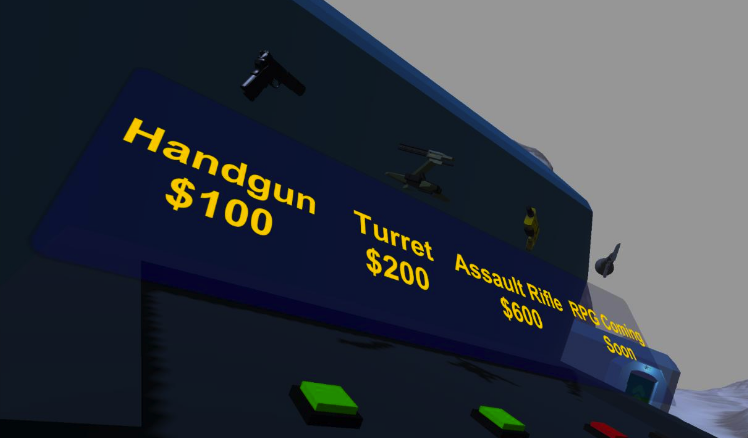 Handgun
$100
Turret
$200
Assault Rifle
$600
RPG Coming
Soon